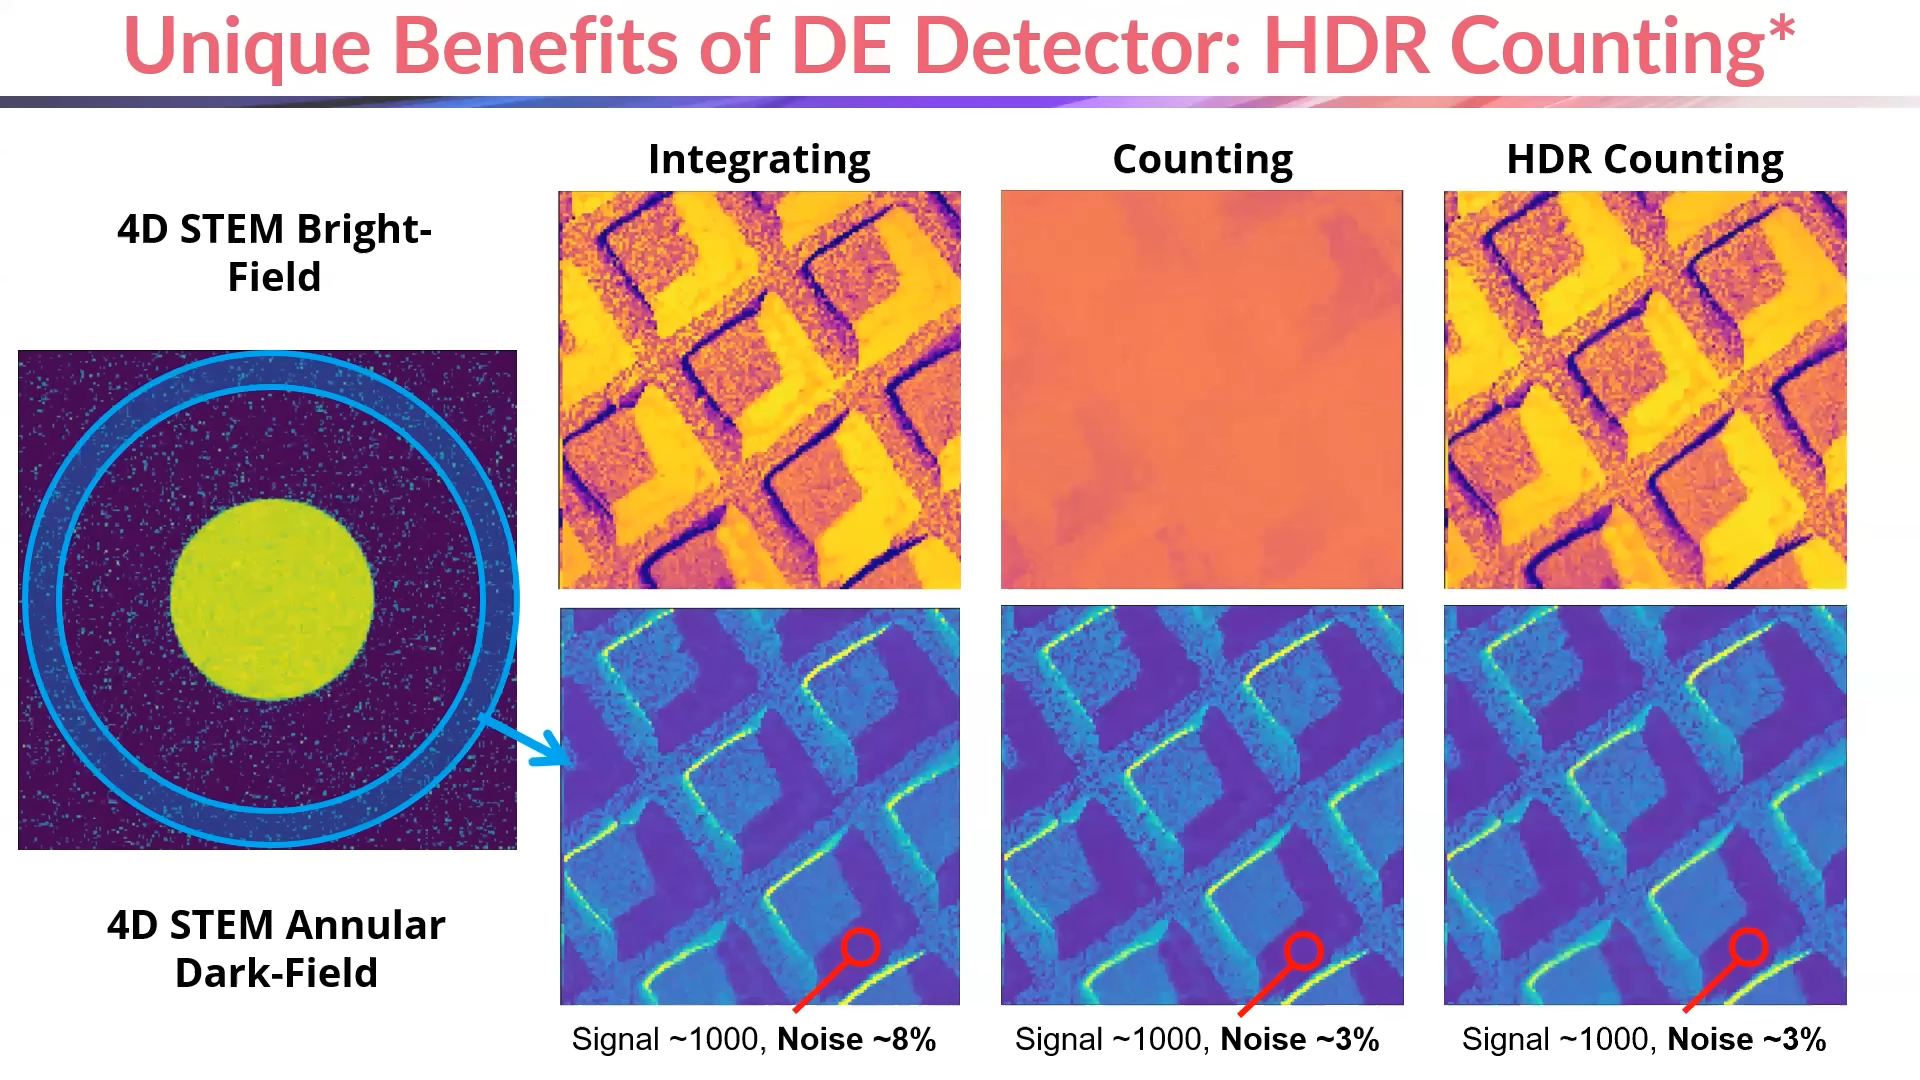 Unique Benefits of DE Detector: HDR Counting*
Integrating
Counting
HDR Counting
4D STEM Bright-
Field
4D STEM Annular
Dark-Field
Signal ~1000, Noise ~8%
Signal ~1000, Noise ~3%
Signal ~1000, Noise ~3%